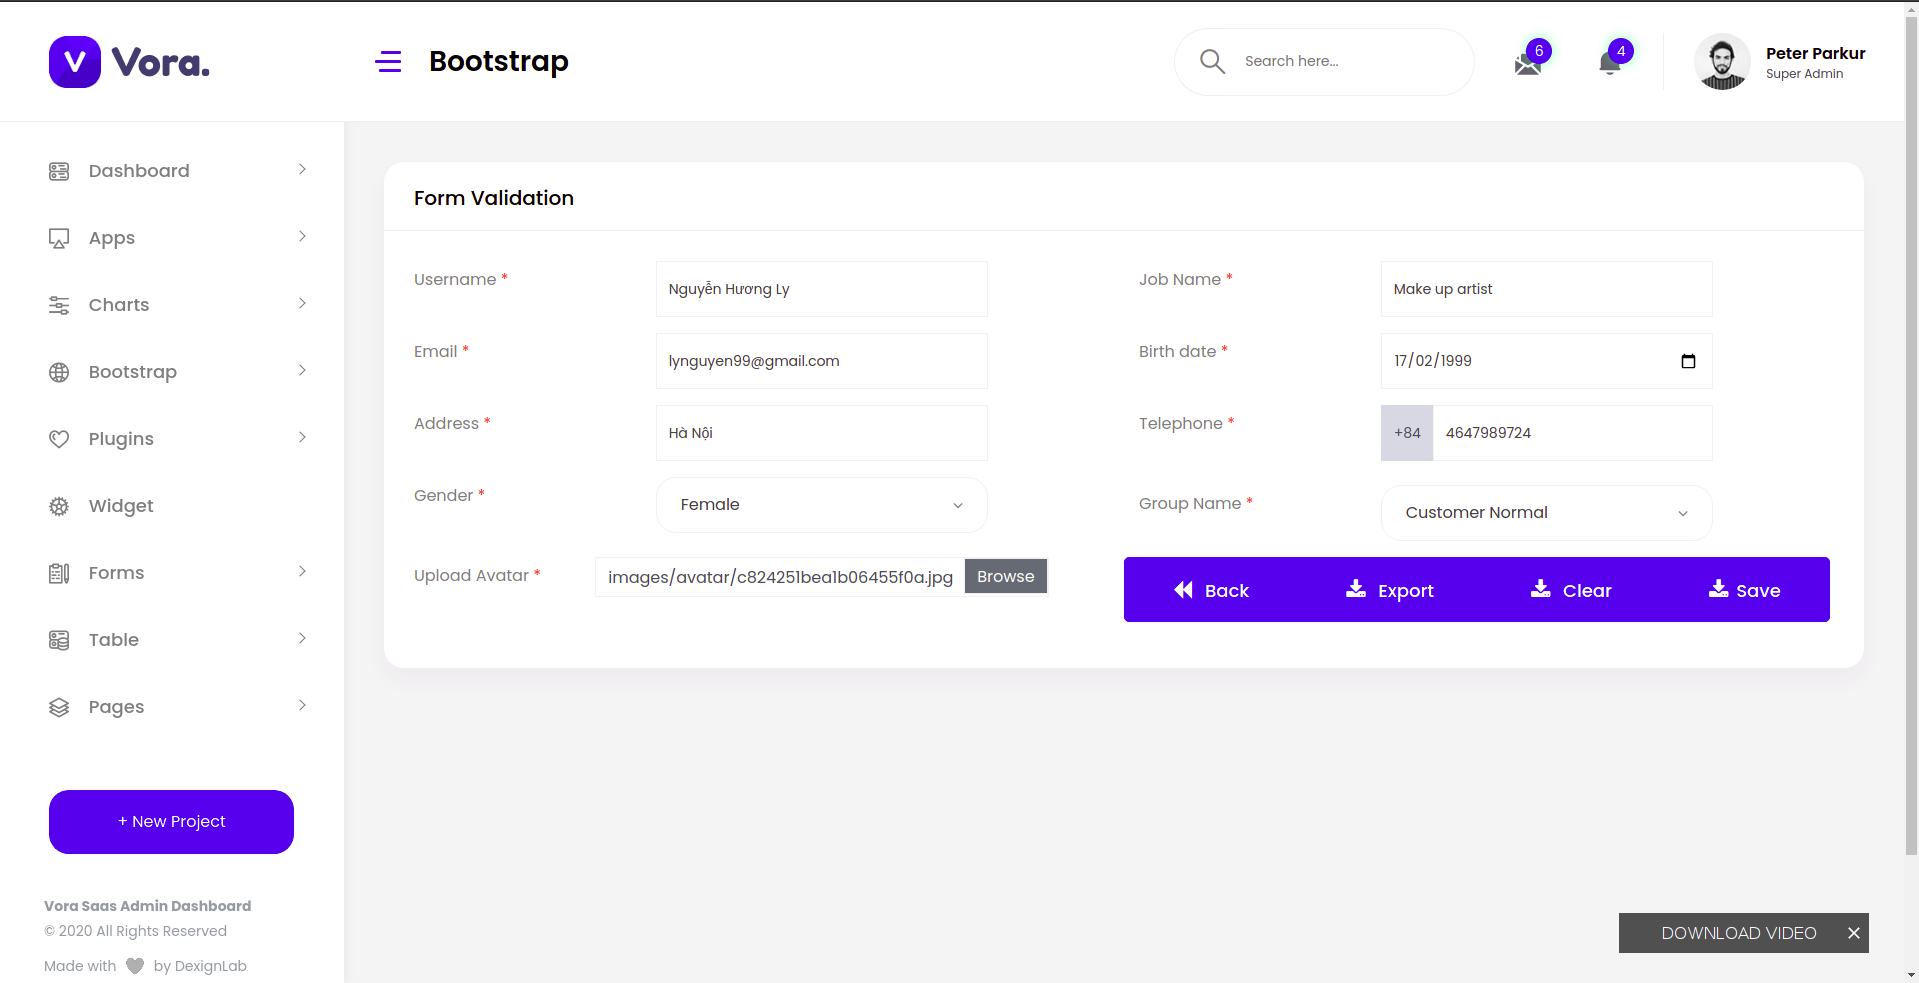 Vora.
Bootstrap
Search here...
6
4
Peter Parkur
Super Admin
Dashboard
Apps
Charts
Bootstrap
Plugins
Widget
Forms
Table
Pages
+ New Project
Vora Saas Admin Dashboard
© 2020 All Rights Reserved
Made with by DexignLab
Form Validation
Username * Nguyễn Hương Ly
Job Name * Make up artist
Email * lynguyen99@gmail.com
Birth date * 17/02/1999
Address * Hà Nội
Telephone * +84 4647989724
Gender * Female
Group Name * Customer Normal
Upload Avatar * images/avatar/c824251bea1b06455f0a.jpg Browse
Back Export Clear Save
DOWNLOAD VIDEO